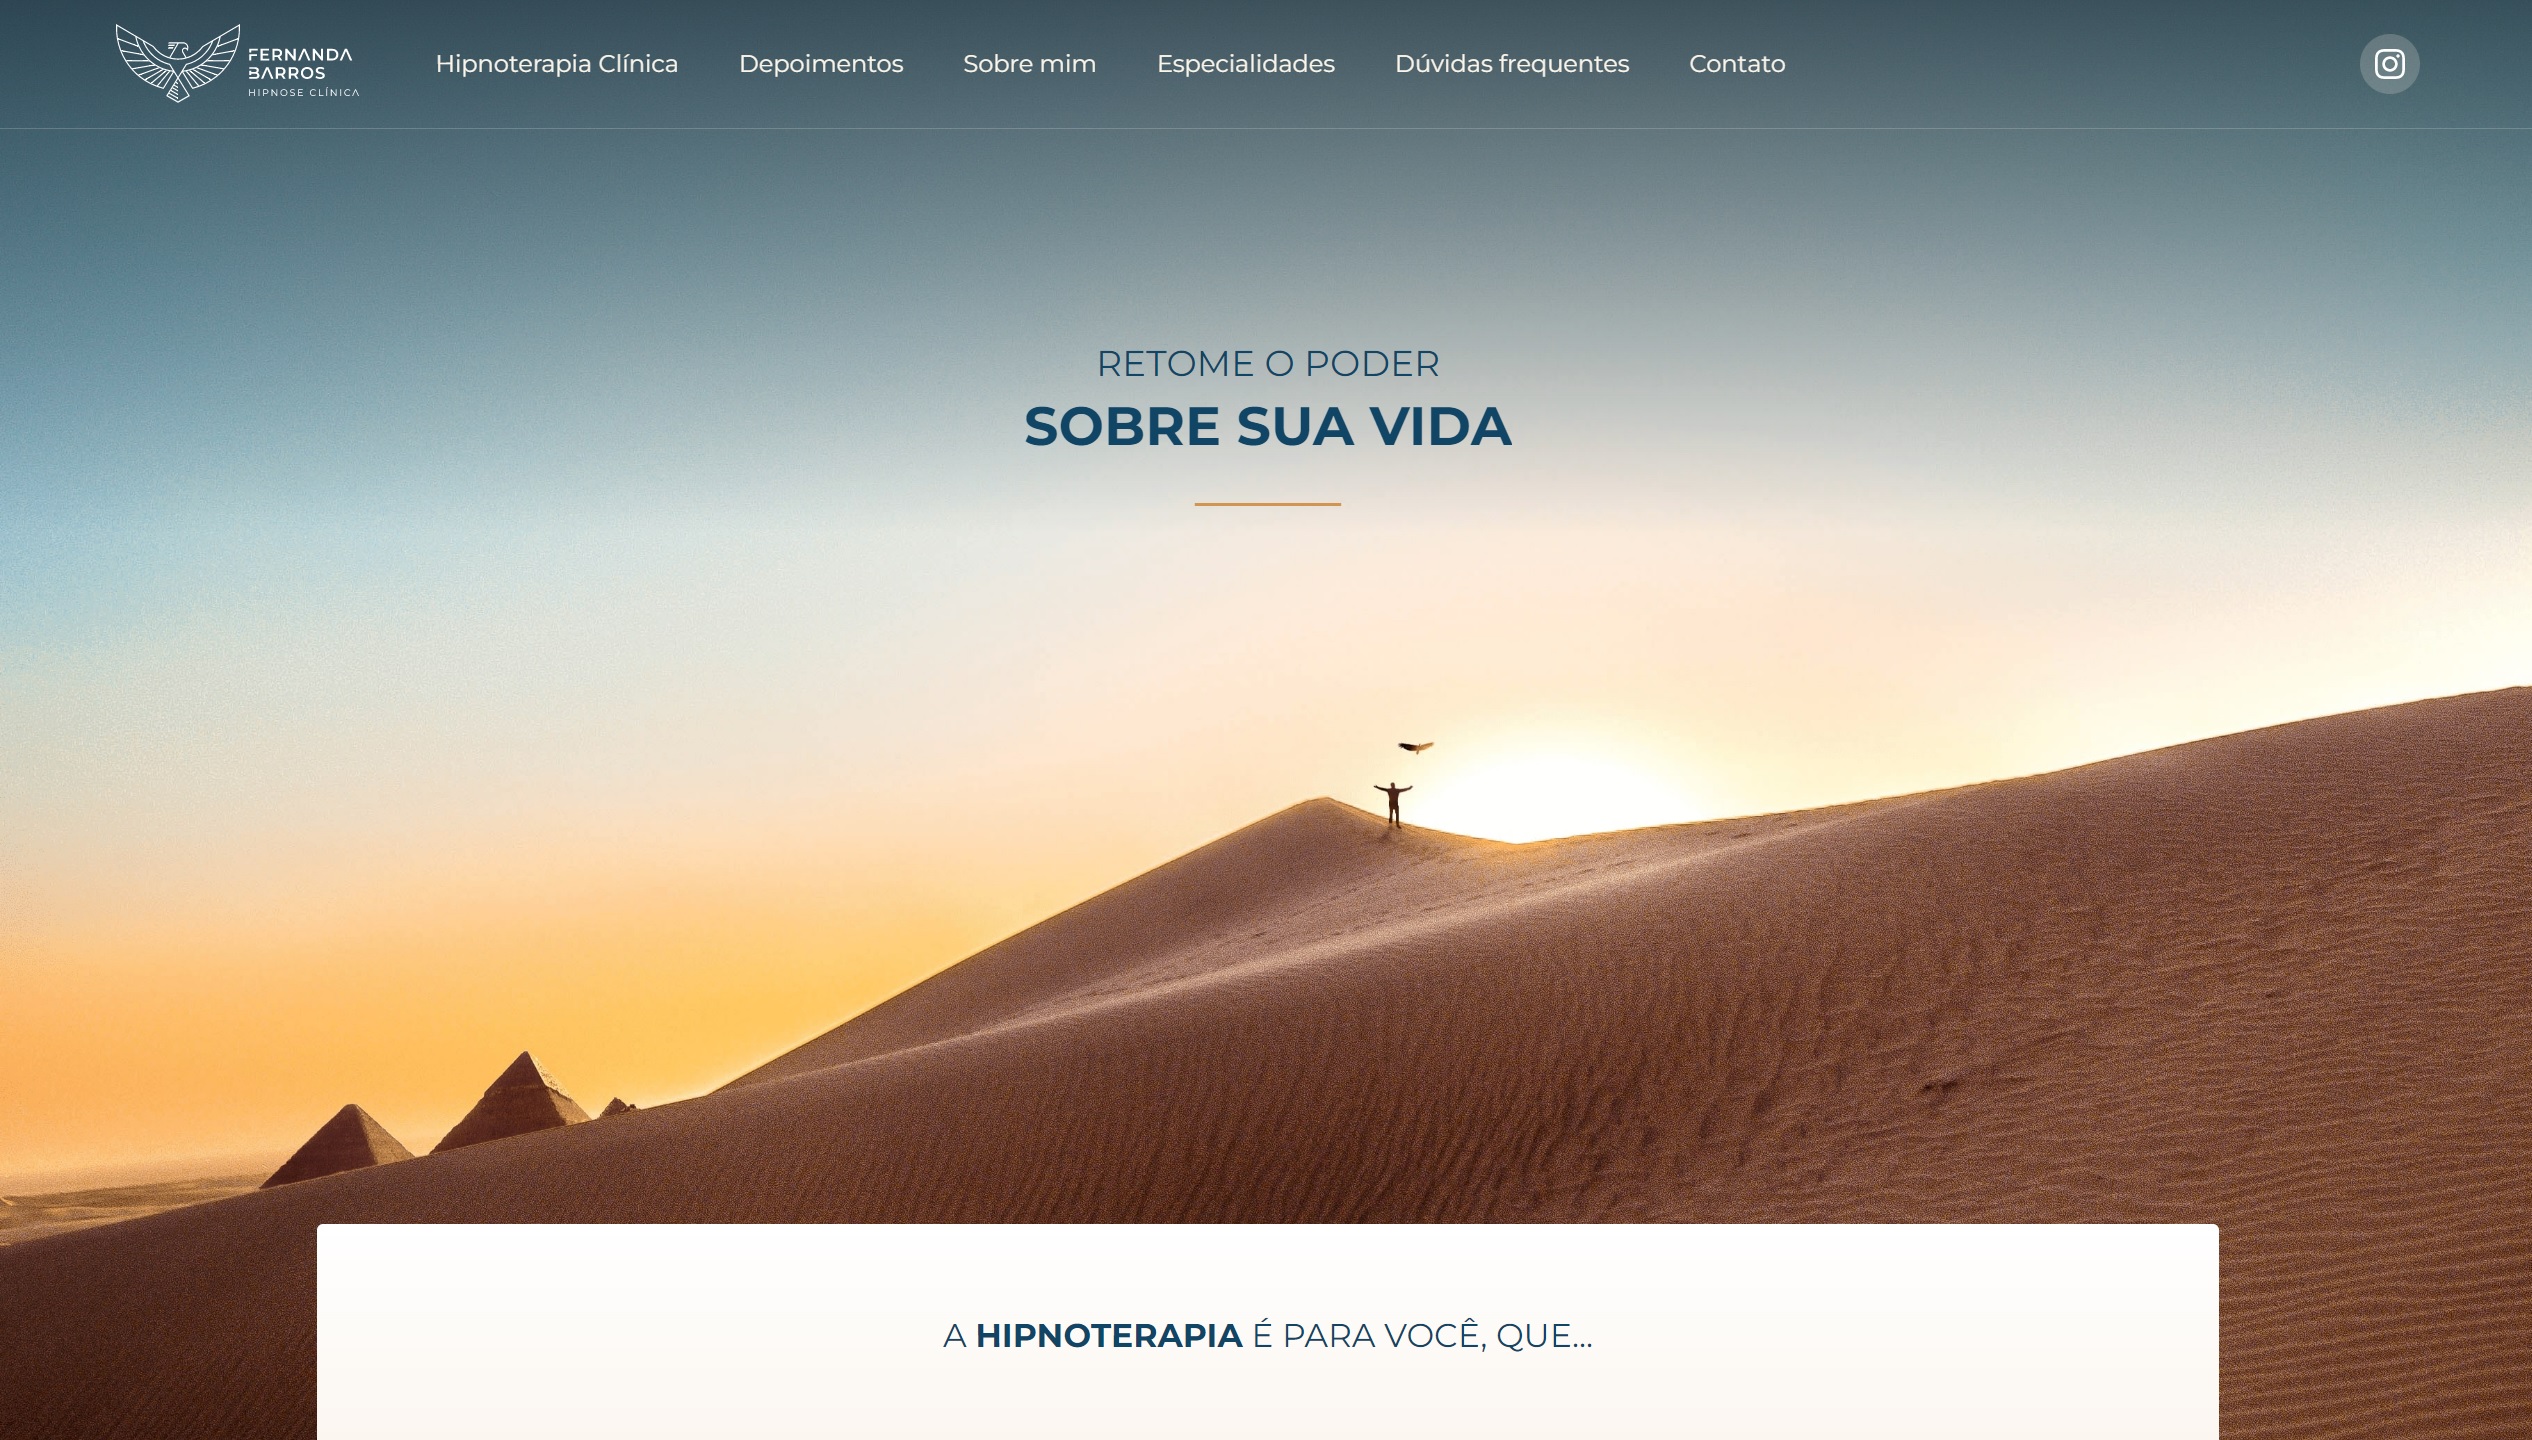 FERNANDA
BARROS
HIPNOSE CLÍNICA
Hipnoterapia Clínica
Depoimentos
Sobre mim
Especialidades
Dúvidas frequentes
Contato
RETOME O PODER
SOBRE SUA VIDA
A HIPNOTERAPIA É PARA VOCÊ, QUE...